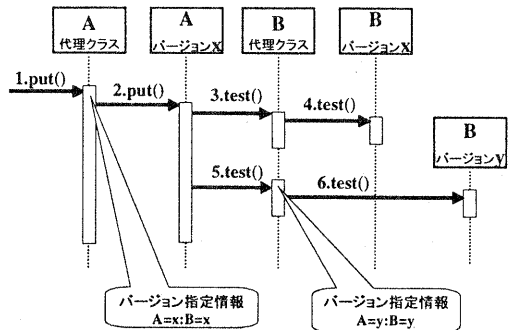 A
代理クラス
A
バージョンx
B
代理クラス
B
バージョンx
1.put()
2.put()
3.test()
4.test()
B
バージョンy
5.test()
6.test()
バージョン指定情報
A=x:B=x
バージョン指定情報
A=y:B=y